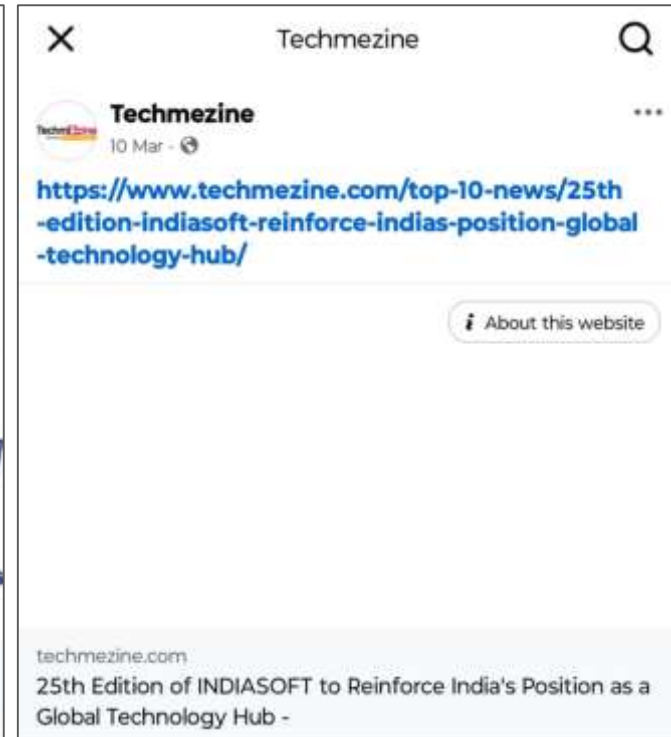 Techmezine
TechmEzine
Techmezine
10 Mar -
https://www.techmezine.com/top-10-news/25th
-edition-indiasoft-reinforce-indias-position-global
-technology-hub/
i About this website
techmezine.com
25th Edition of INDIASOFT to Reinforce India's Position as a
Global Technology Hub -